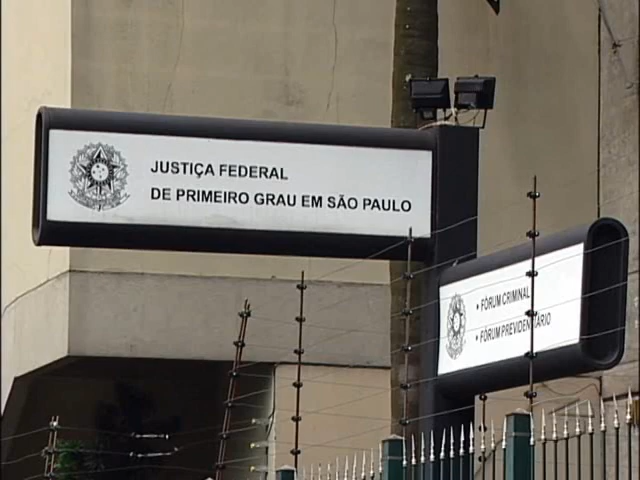 JUSTIÇA FEDERAL
DE PRIMEIRO GRAU EM SÃO PAULO
• FÓRUM CRIMINAL
• FÓRUM PREVIDENCIÁRIO